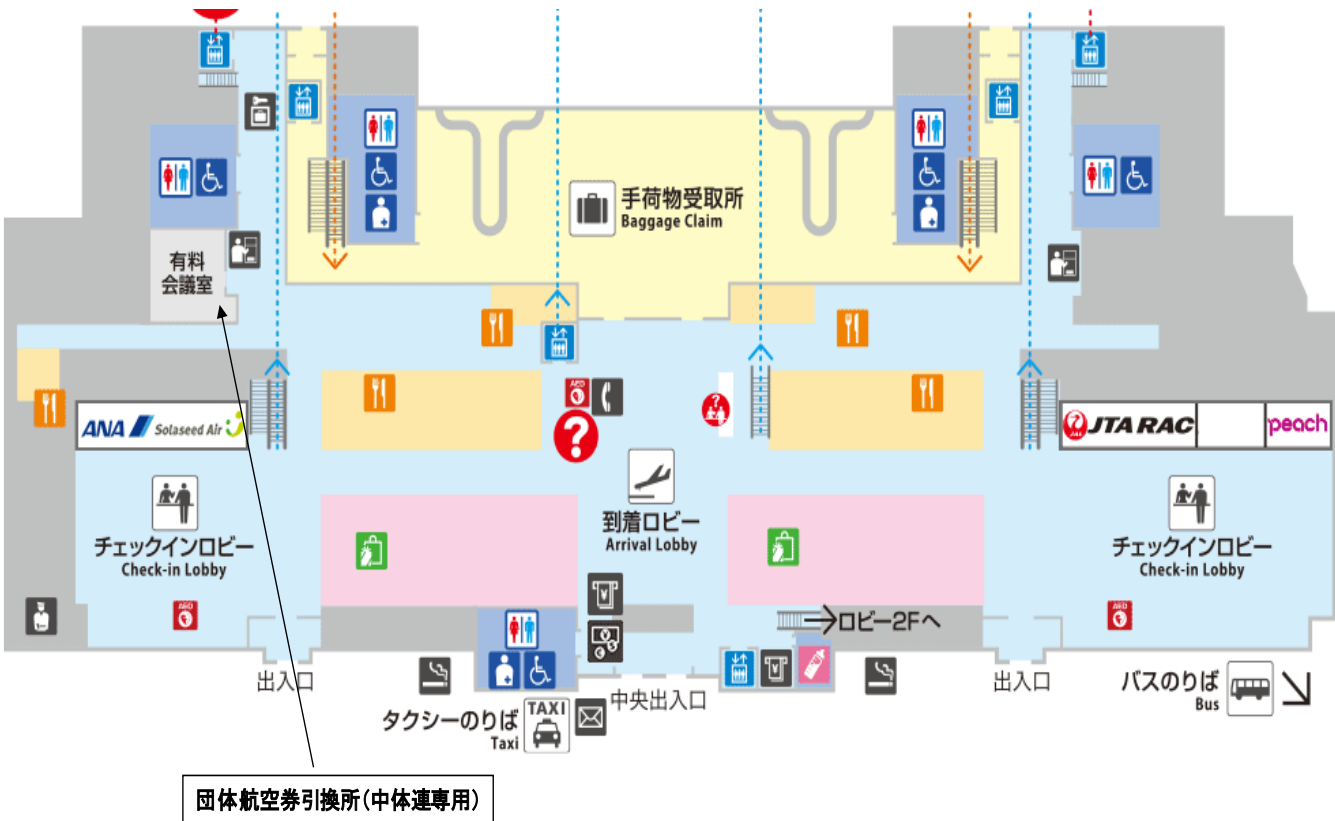 手荷物受取所
Baggage Claim
有料
会議室
ANA Solaseed Air
AED
?
?
JAL JTA RAC
peach
到着ロビー
Arrival Lobby
チェックインロビー
Check-in Lobby
チェックインロビー
Check-in Lobby
AED
AED
¥
¥
ロビー2Fへ
¥
出入口
中央出入口
出入口
バスのりば
Bus
タクシーのりば
Taxi
TAXI
団体航空券引換所(中体連専用)